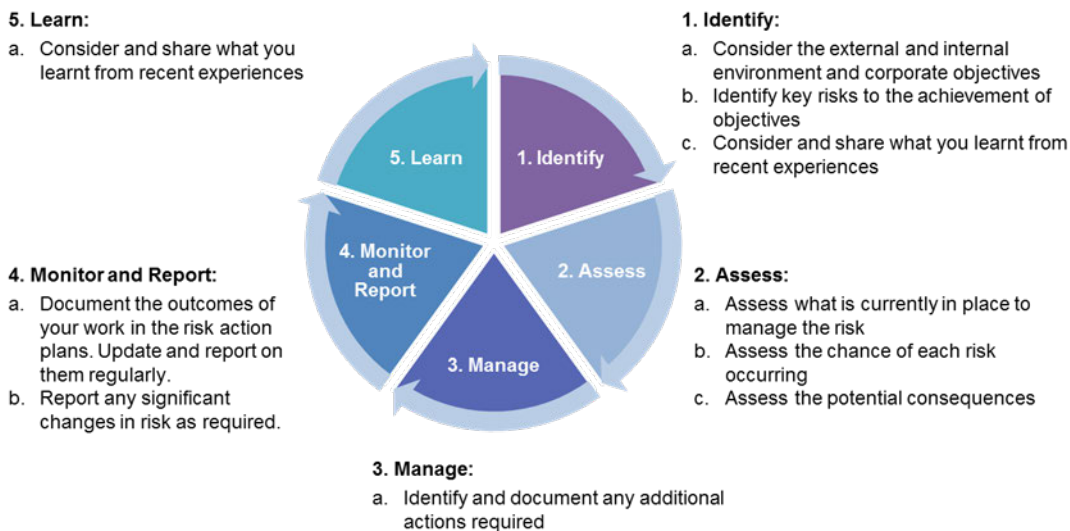 5. Learn:
a. Consider and share what you
learnt from recent experiences
1. Identify:
a. Consider the external and internal
environment and corporate objectives
b. Identify key risks to the achievement of
objectives
c. Consider and share what you learnt from
recent experiences
5. Learn
1. Identify
4. Monitor
and
Report
2. Assess
3. Manage
4. Monitor and Report:
a. Document the outcomes of
your work in the risk action
plans. Update and report on
them regularly.
b. Report any significant
changes in risk as required.
2. Assess:
a. Assess what is currently in place to
manage the risk
b. Assess the chance of each risk
occurring
c. Assess the potential consequences
3. Manage:
a. Identify and document any additional
actions required